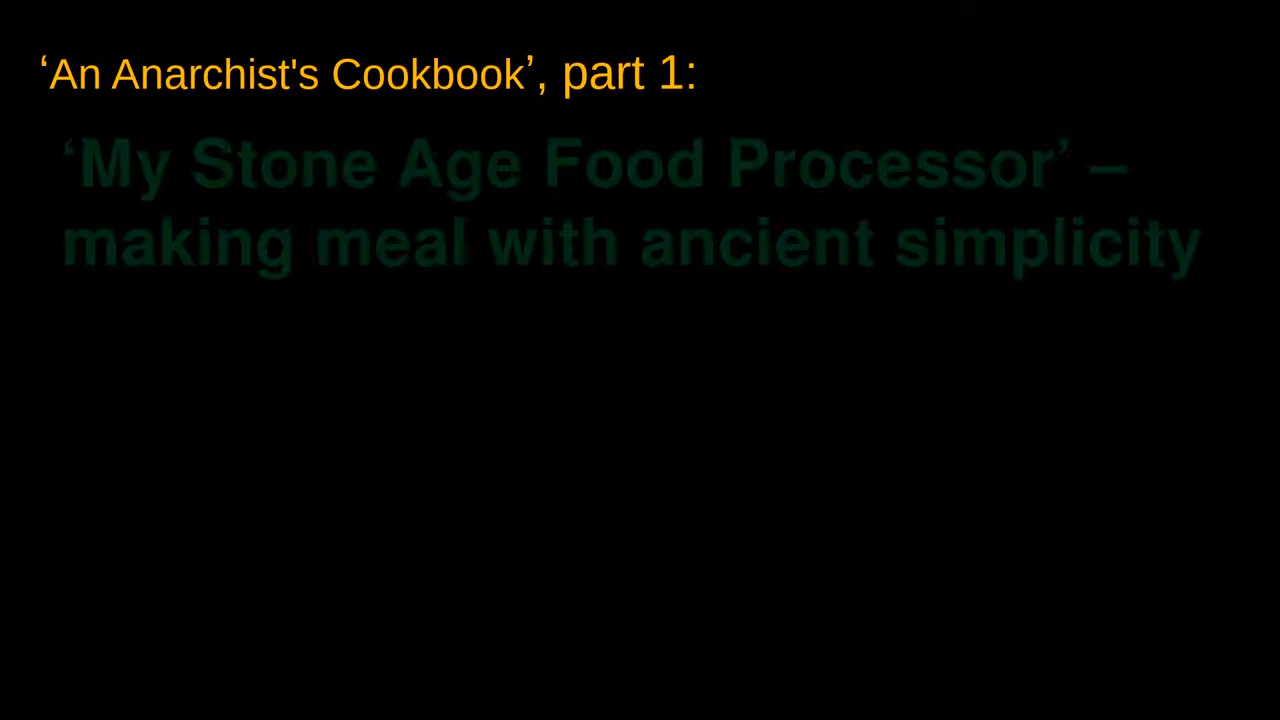 ‘An Anarchist's Cookbook’, part 1:
‘My Stone Age Food Processor’ –
making meal with ancient simplicity